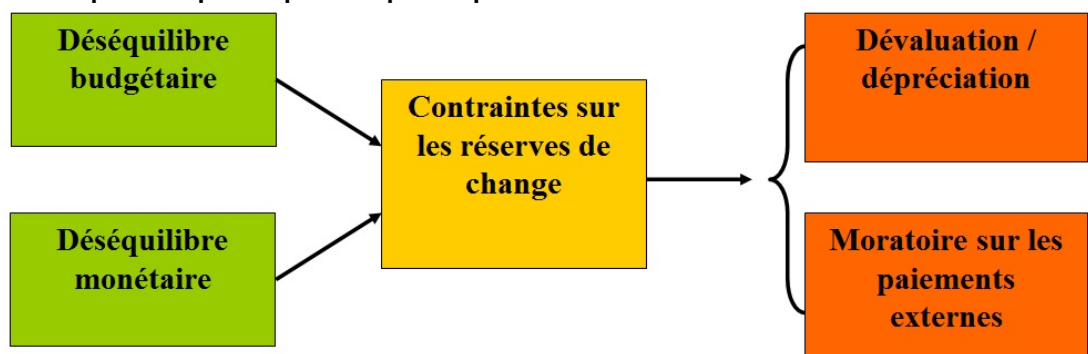 Déséquilibre
budgétaire
Déséquilibre
monétaire
Contraintes sur
les réserves de
change
Dévaluation /
dépréciation
Moratoire sur les
paiements
externes